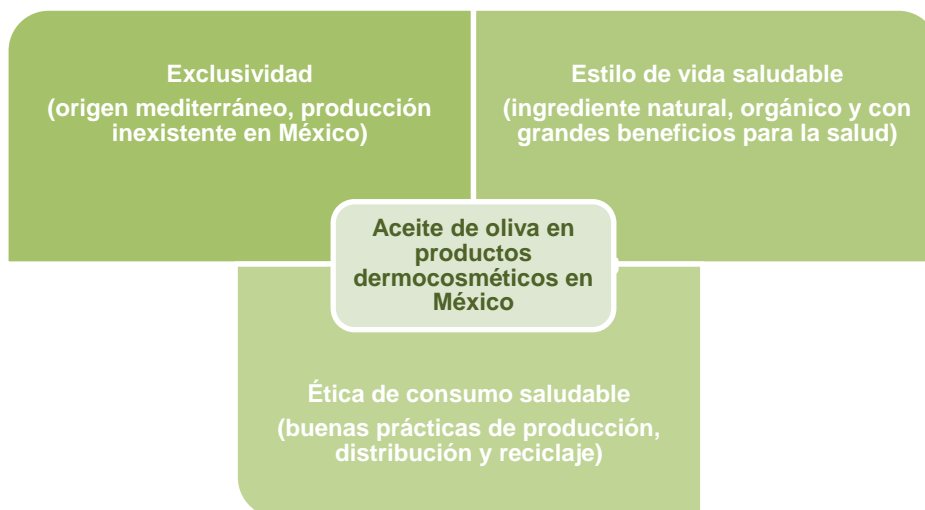 Exclusividad
(origen mediterráneo, producción
inexistente en México)
Estilo de vida saludable
(ingrediente natural, orgánico y con
grandes beneficios para la salud)
Aceite de oliva en
productos
dermocosméticos en
México
Ética de consumo saludable
(buenas prácticas de producción,
distribución y reciclaje)